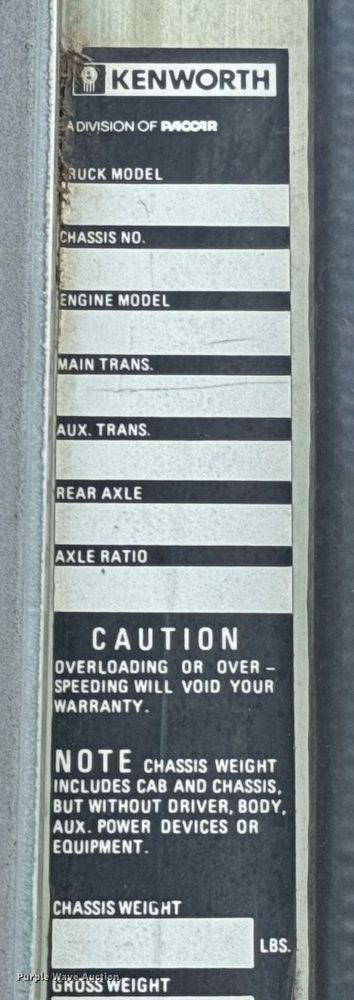 KENWORTH
A DIVISION OF PACCAR
RUCK MODEL
CHASSIS NO.
ENGINE MODEL
MAIN TRANS.
AUX. TRANS.
REAR AXLE
AXLE RATIO
CAUTION
OVERLOADING OR OVER-
SPEEDING WILL VOID YOUR
WARRANTY.
NOTE CHASSIS WEIGHT
INCLUDES CAB AND CHASSIS,
BUT WITHOUT DRIVER, BODY,
AUX. POWER DEVICES OR
EQUIPMENT.
CHASSIS WEIGHT
LBS.
Purple Wave Auction
GROSS WEIGHT